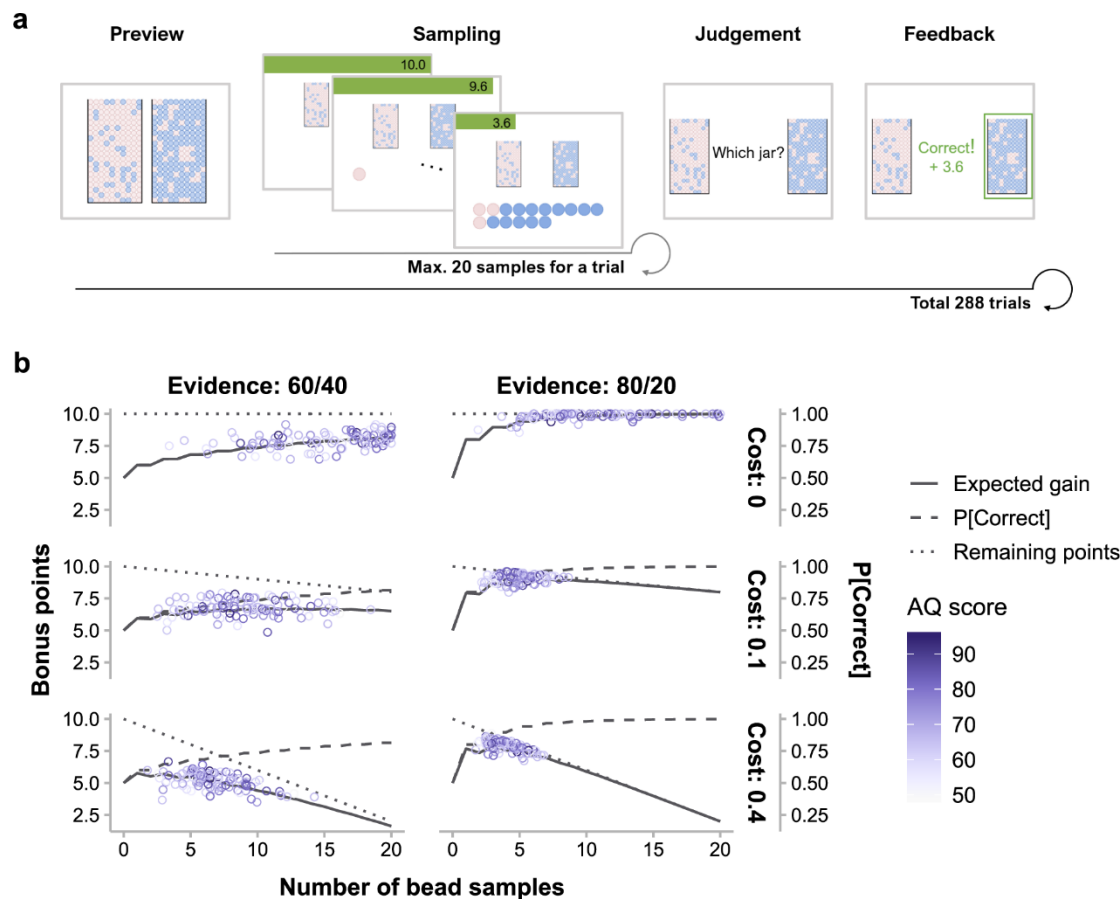 a
Preview
Sampling
Judgement
Feedback
10.0
9.6
3.6
...
Which jar?
Correct!
+ 3.6
Max. 20 samples for a trial
Total 288 trials
b
Evidence: 60/40
Evidence: 80/20
10.0
7.5
5.0
2.5
1.00
0.75
0.50
0.25
Cost: 0
10.0
7.5
5.0
2.5
1.00
0.75
0.50
0.25
Cost: 0.1
10.0
7.5
5.0
2.5
1.00
0.75
0.50
0.25
Cost: 0.4
0 5 10 15 20
0 5 10 15 20
Number of bead samples
Bonus points
P[Correct]
Expected gain
P[Correct]
Remaining points
AQ score
90
80
70
60
50